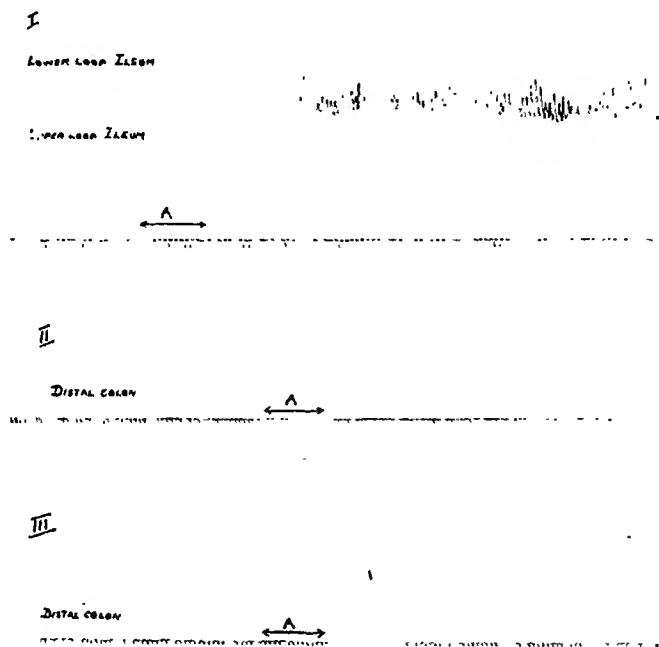 I
LOWER LOOP ILEUM
UPPER LOOP ILEUM
A
II
DISTAL COLON
A
III
DISTAL COLON
A